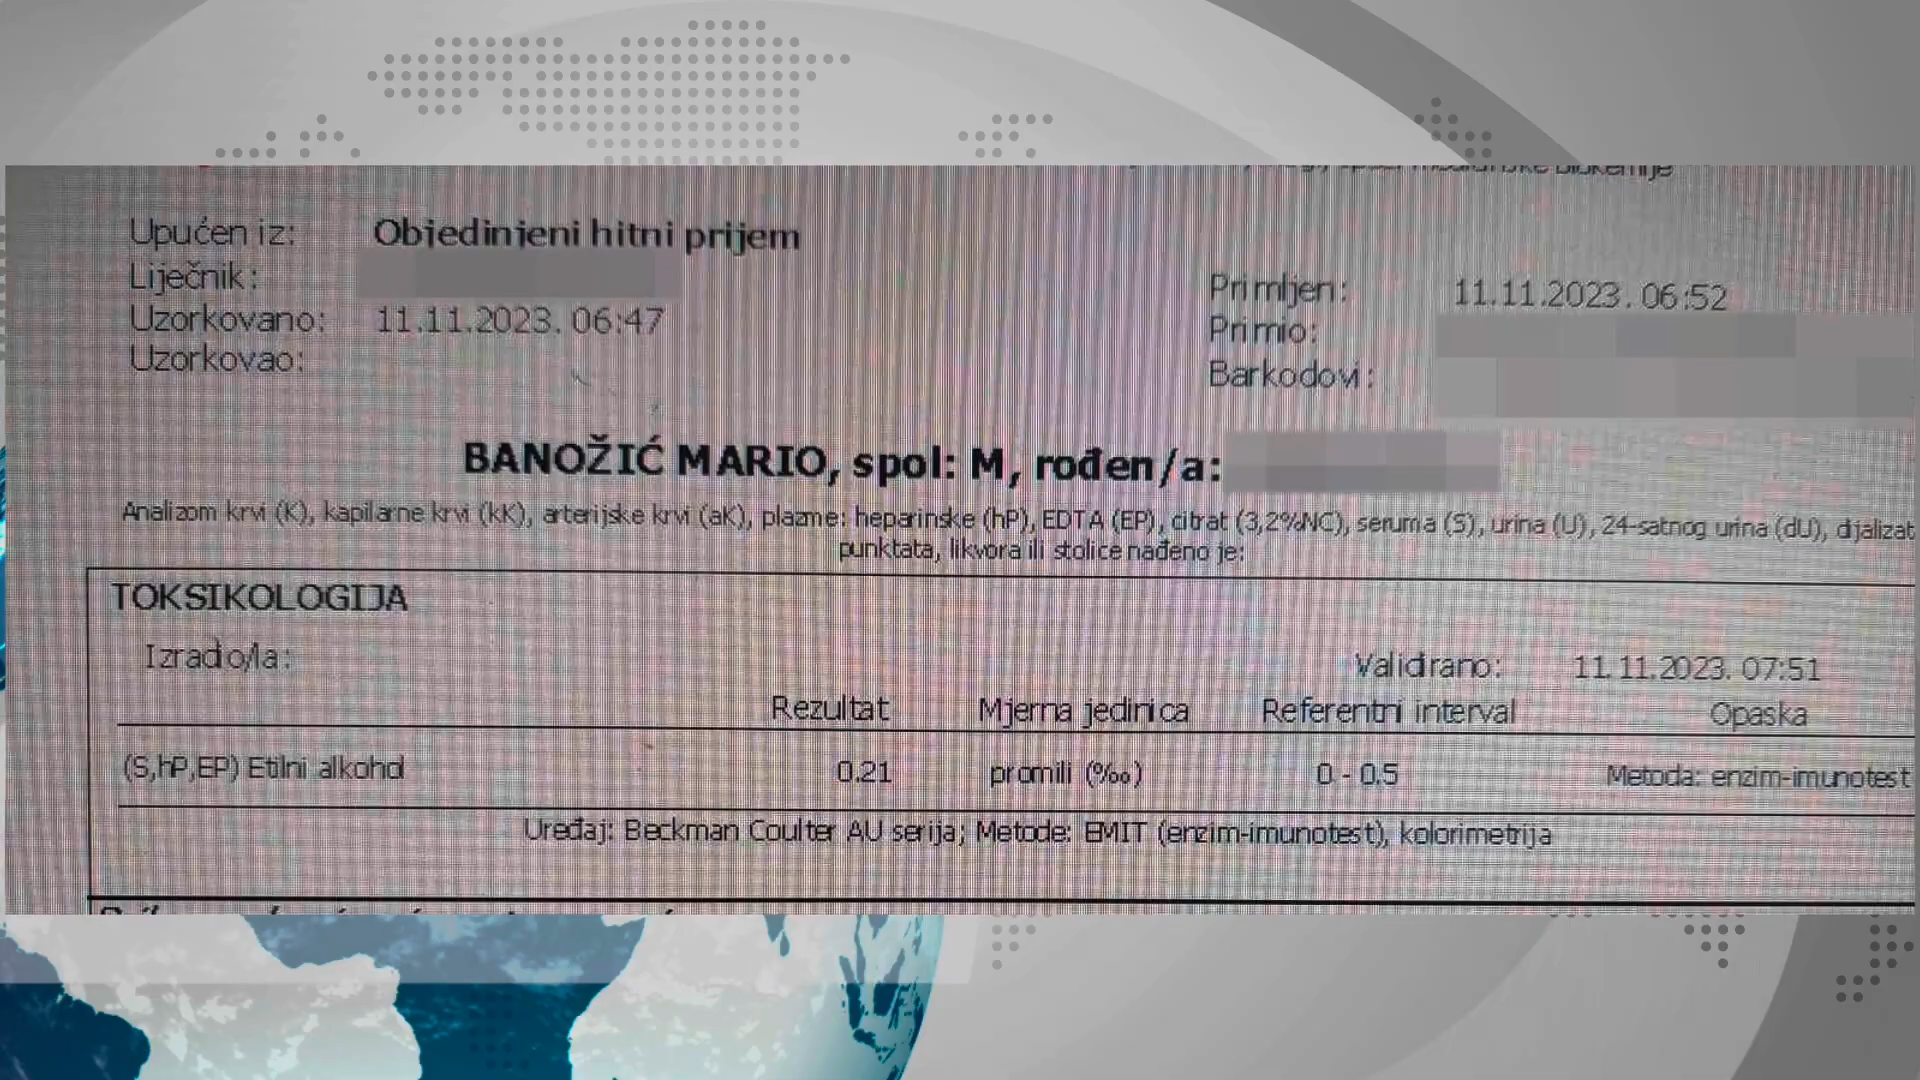 Upućen iz: Objedinjeni hitni prijem
Liječnik:
Uzorkovano: 11.11.2023. 06:47
Uzorkovao:
Primljen: 11.11.2023. 06:52
Primio:
Barkodovi:
BANOŽIĆ MARIO, spol: M, rođen/a:
Analizom krvi (K), kapilarne krvi (kK), arterijske krvi (aK), plazme: heparinske (hP), EDTA (EP), citrat (3,2%NC), seruma (S), urina (U), 24-satnog urina (dU), djalizat
punktata, likvora ili stolice nađeno je:
TOKSIKOLOGIJA
Izradio/la:
Validirano: 11.11.2023. 07:51
Rezultat Mjerna jedinica Referentni interval Opaska
(S,hP,EP) Etilni alkohol 0.21 promili (‰) 0 - 0.5 Metoda: enzim-imunotest
Uređaj: Beckman Coulter AU serija; Metode: EMIT (enzim-imunotest), kolorimetrija